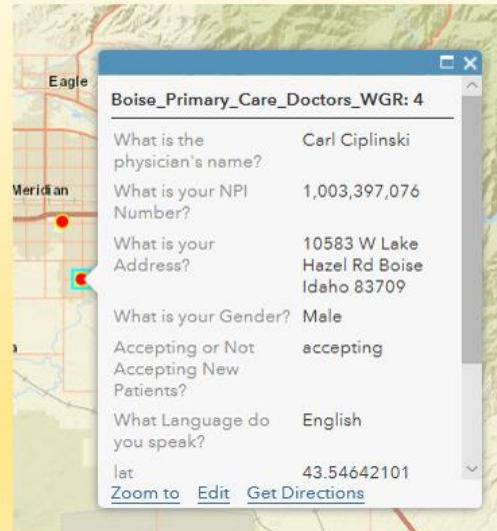 Eagle
Meridian
Boise_Primary_Care_Doctors_WGR: 4
What is the physician's name? Carl Ciplinski
What is your NPI Number? 1,003,397,076
What is your Address? 10583 W Lake Hazel Rd Boise Idaho 83709
What is your Gender? Male
Accepting or Not Accepting New Patients? accepting
What Language do you speak? English
lat 43.54642101
Zoom to Edit Get Directions